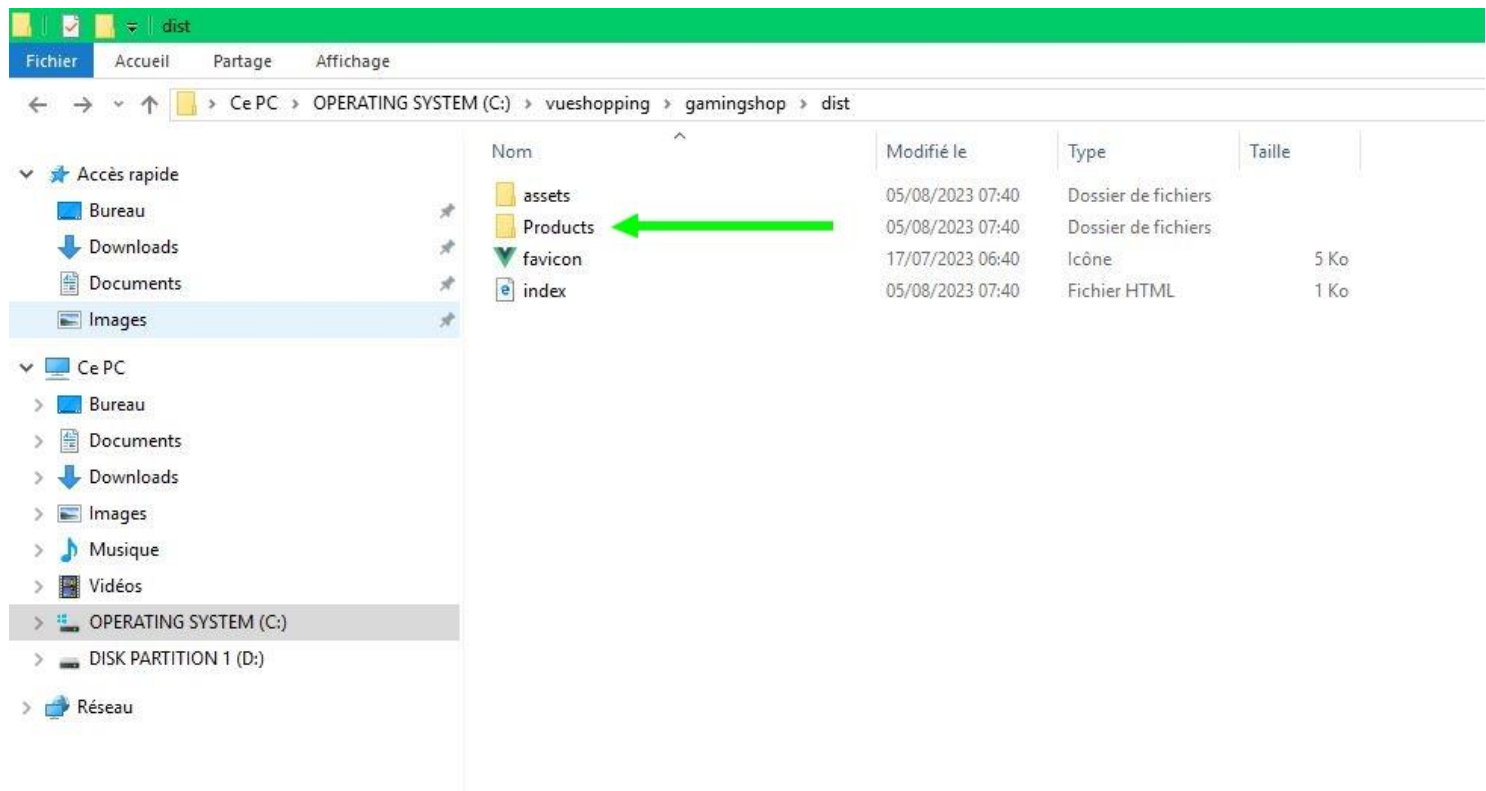 dist
Fichier Accueil Partage Affichage
Ce PC > OPERATING SYSTEM (C:) > vueshopping > gamingshop > dist
Nom Modifié le Type Taille
Accès rapide
Bureau
Downloads
Documents
Images
Ce PC
Bureau
Documents
Downloads
Images
Musique
Vidéos
OPERATING SYSTEM (C:)
DISK PARTITION 1 (D:)
Réseau
assets 05/08/2023 07:40 Dossier de fichiers
Products 05/08/2023 07:40 Dossier de fichiers
favicon 17/07/2023 06:40 Icône 5 Ko
index 05/08/2023 07:40 Fichier HTML 1 Ko